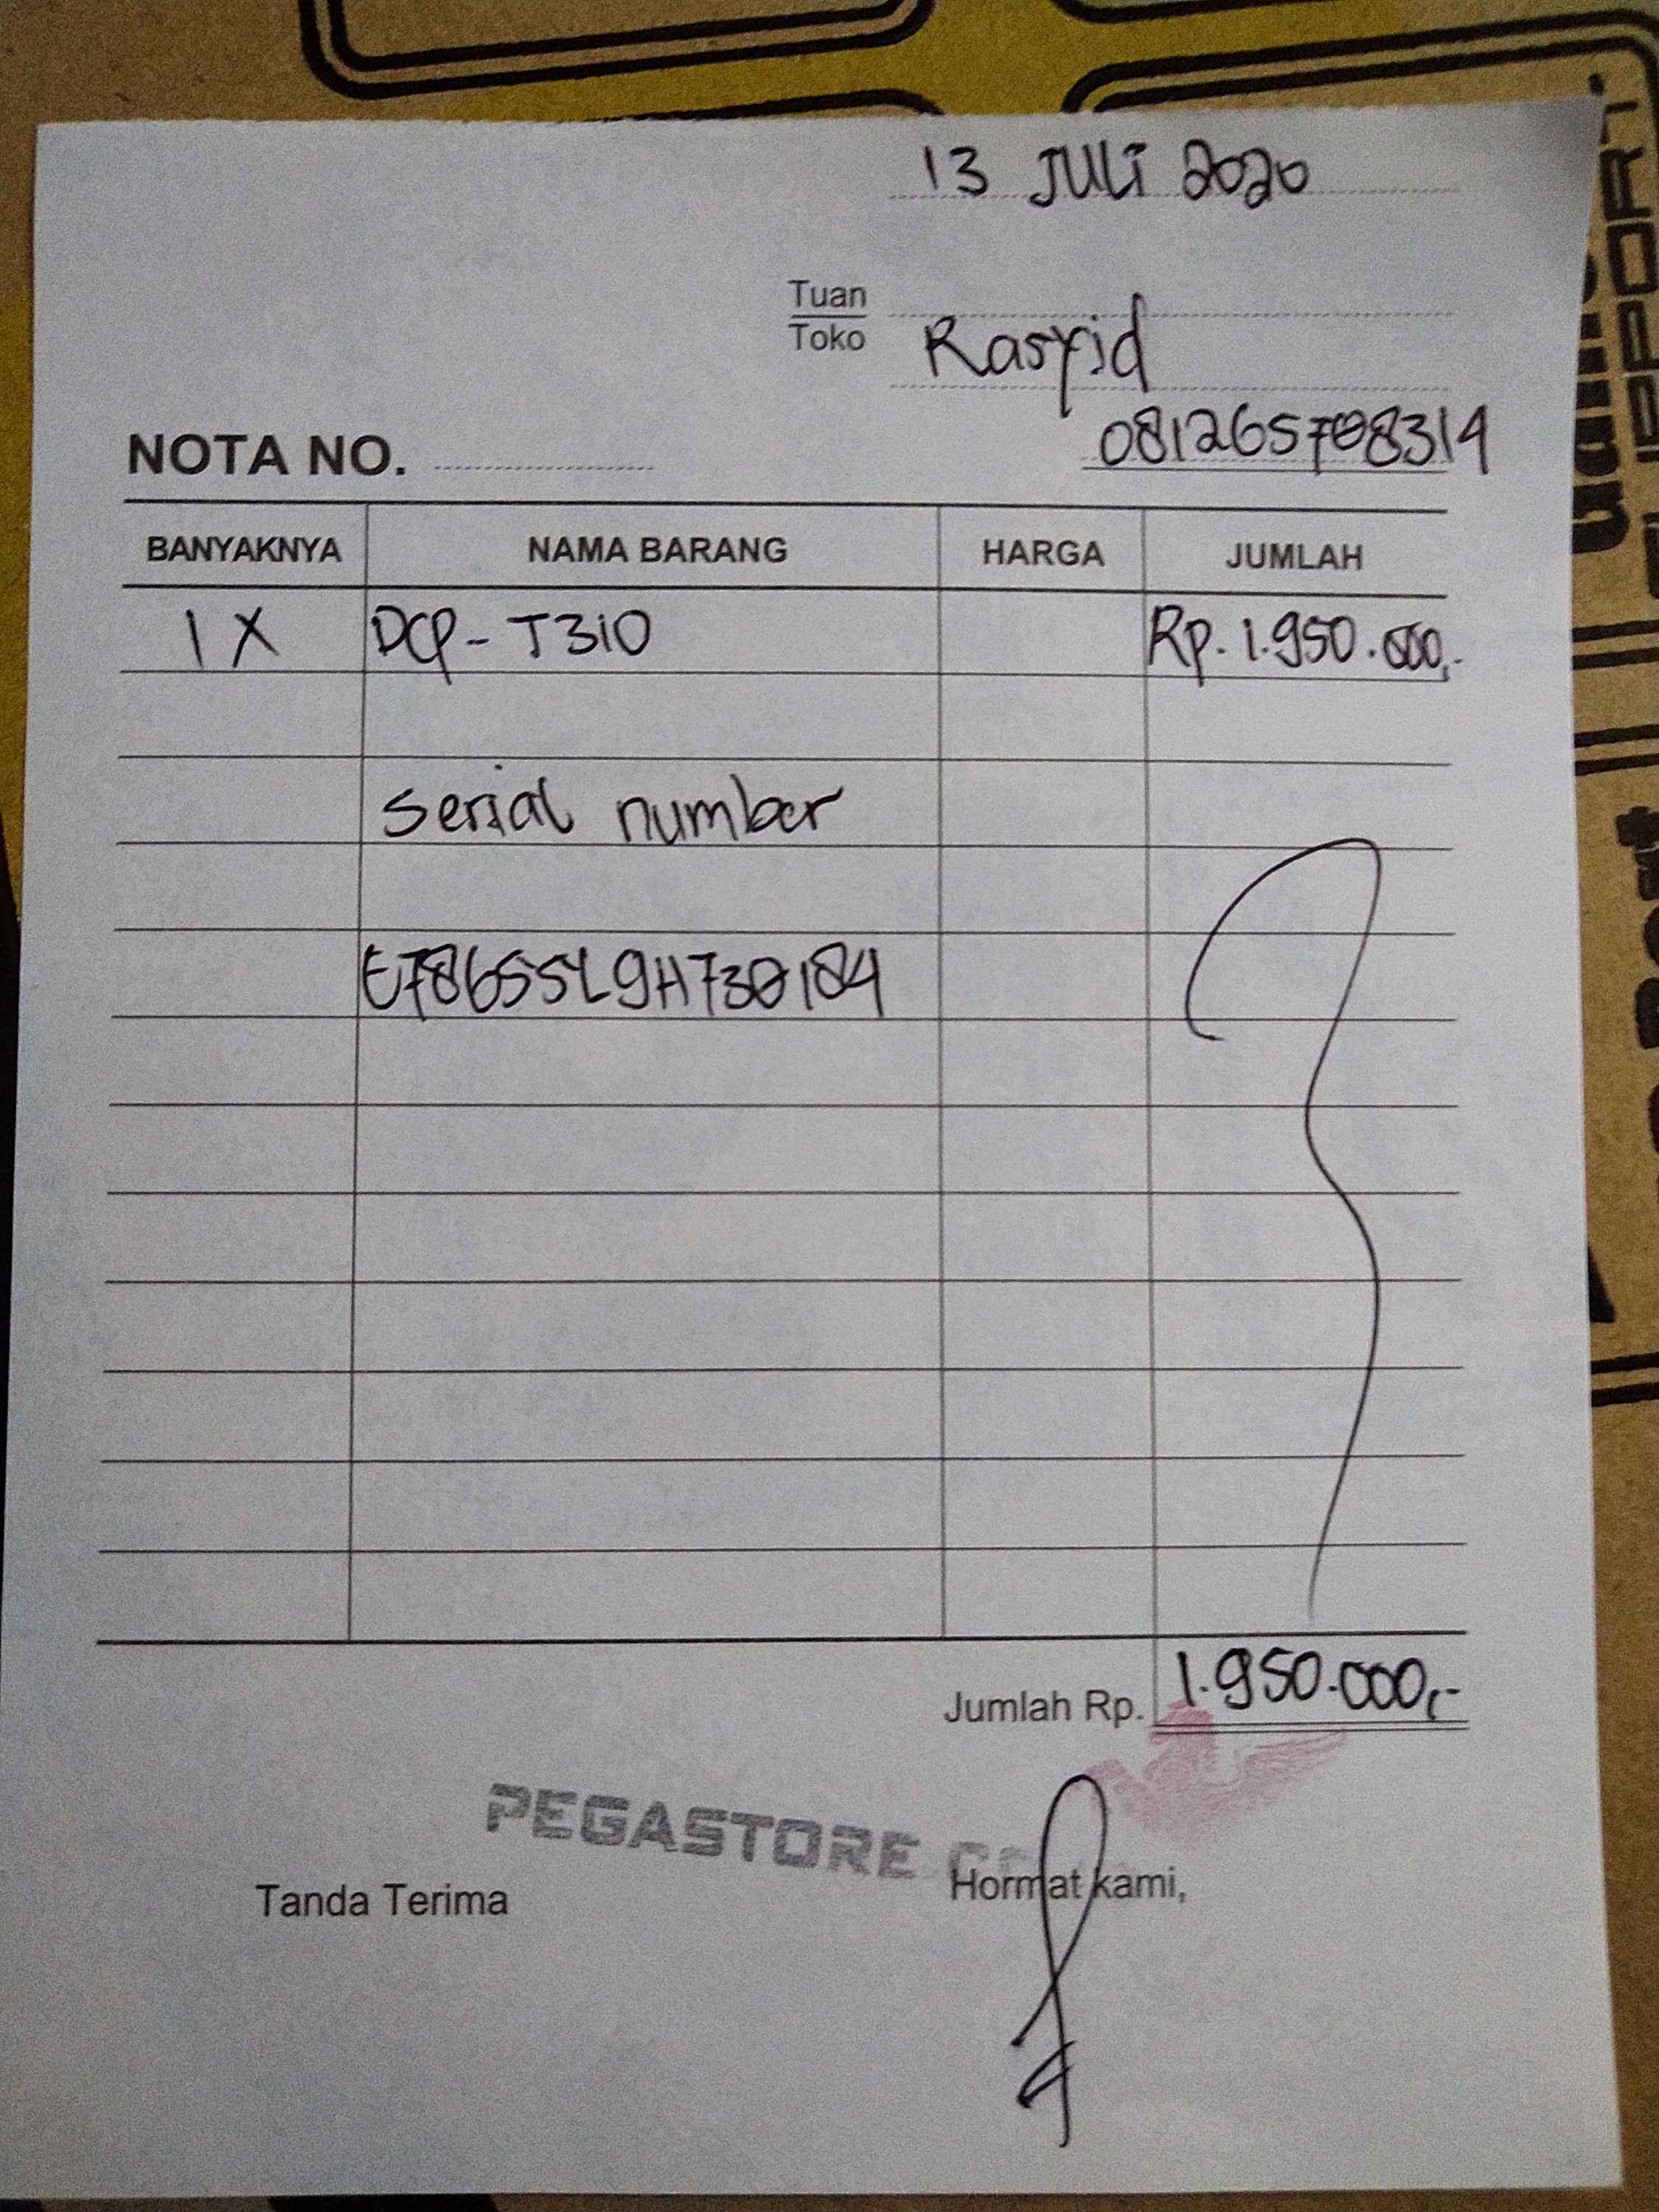 13 JULI 2020
Tuan
Toko
Rasyid
081265708314
NOTA NO.
BANYAKNYA NAMA BARANG HARGA JUMLAH
1 X DCP- T310 Rp. 1.950.000,-
Serial number
E78655L9H730184
Jumlah Rp. 1.950.000,-
PEGASTORE
Tanda Terima Hormat kami,